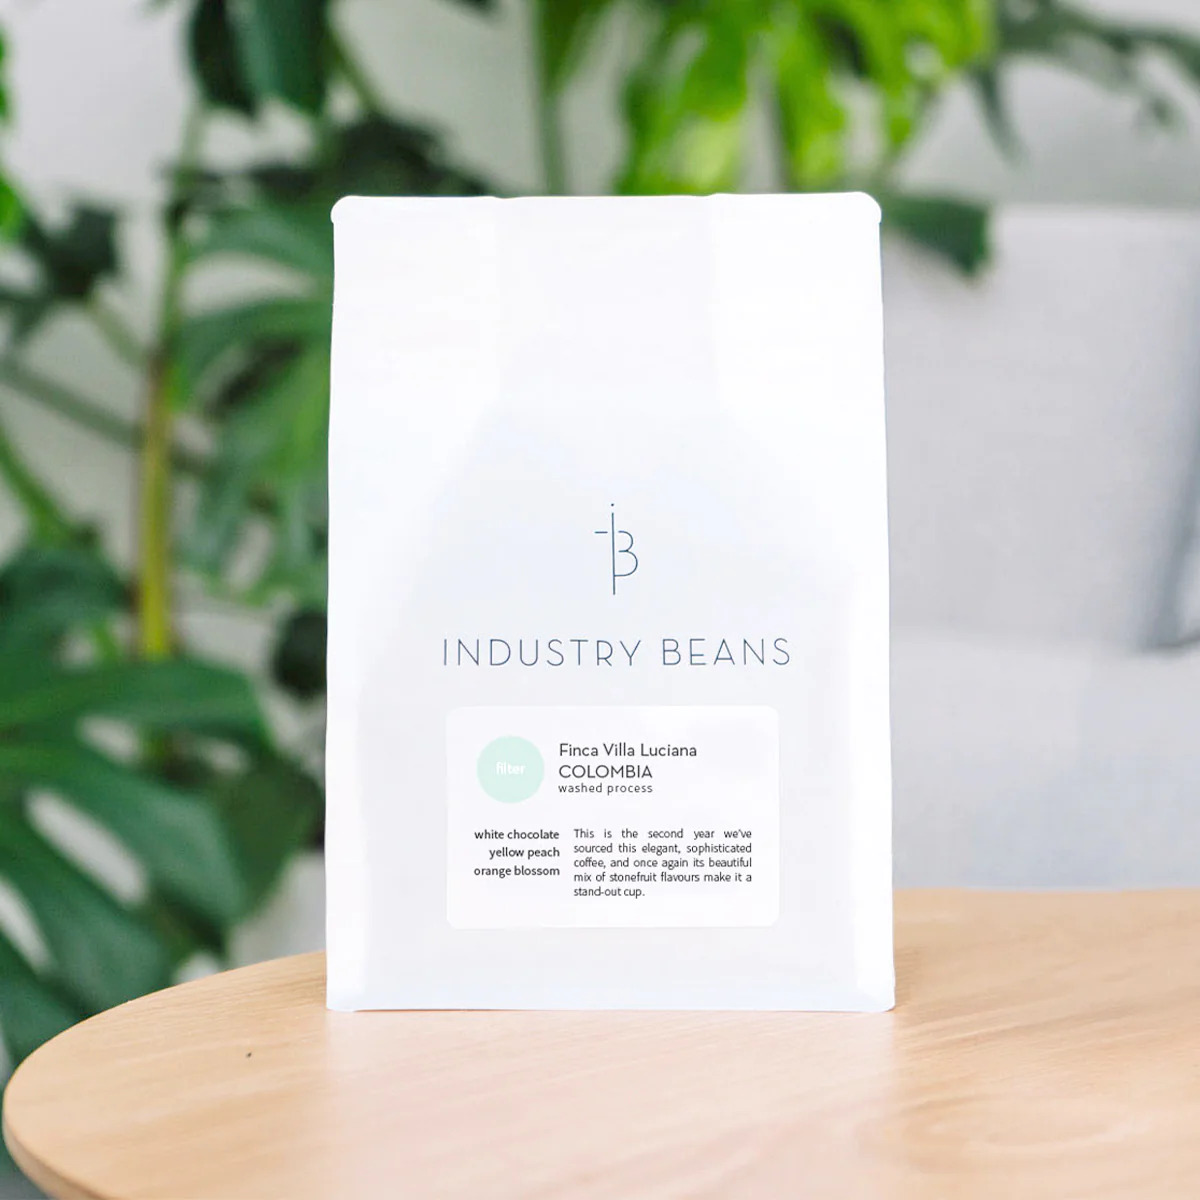 INDUSTRY BEANS
filter
Finca Villa Luciana
COLOMBIA
washed process
white chocolate
yellow peach
orange blossom
This is the second year we've
sourced this elegant, sophisticated
coffee, and once again its beautiful
mix of stonefruit flavours make it a
stand-out cup.